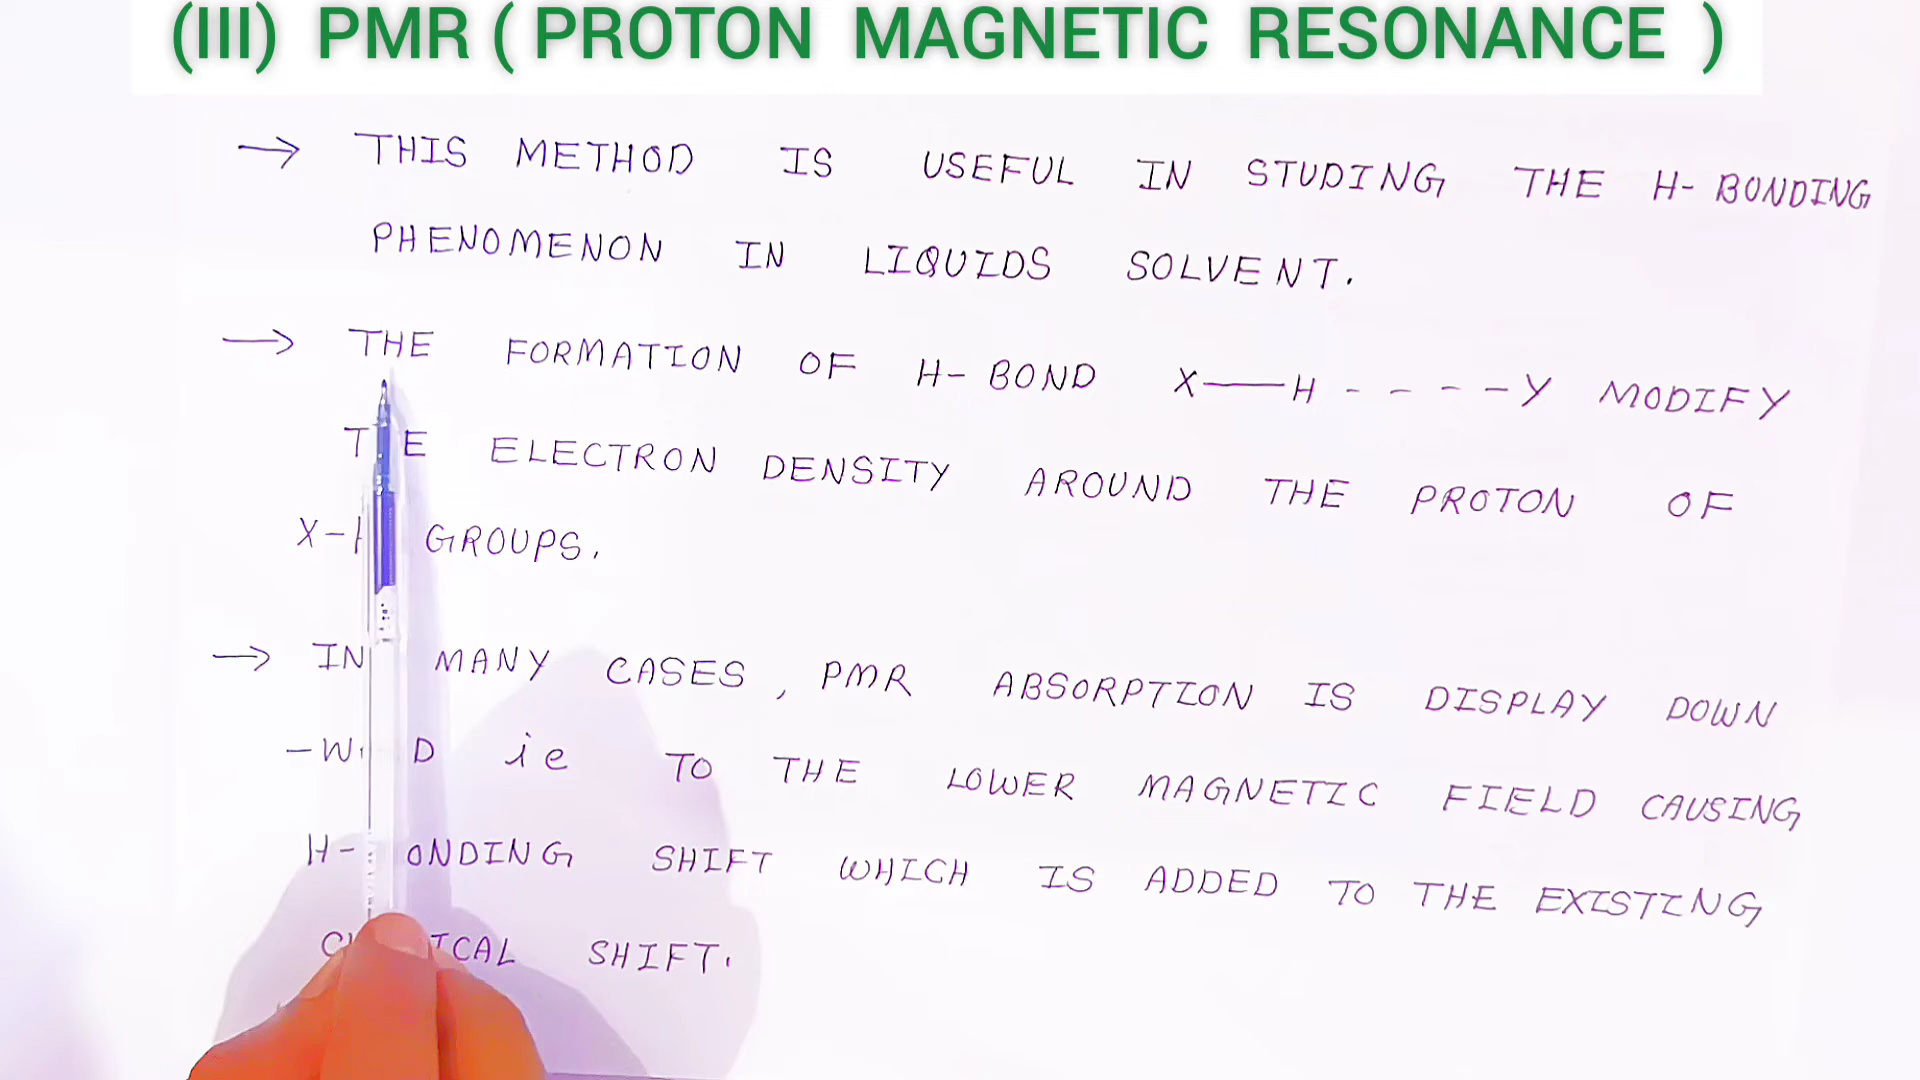 (III) PMR ( PROTON MAGNETIC RESONANCE )
→ THIS METHOD IS USEFUL IN STUDING THE H- BONDING
PHENOMENON IN LIQUIDS SOLVENT.
→ THE FORMATION OF H- BOND X——H - - - - Y MODIFY
ELECTRON DENSITY AROUND THE PROTON OF
GROUPS.
→ IN MANY CASES, PMR ABSORPTION IS DISPLAY DOWN
ie TO THE LOWER MAGNETIC FIELD CAUSING
SHIFT WHICH IS ADDED TO THE EXISTING
SHIFT.